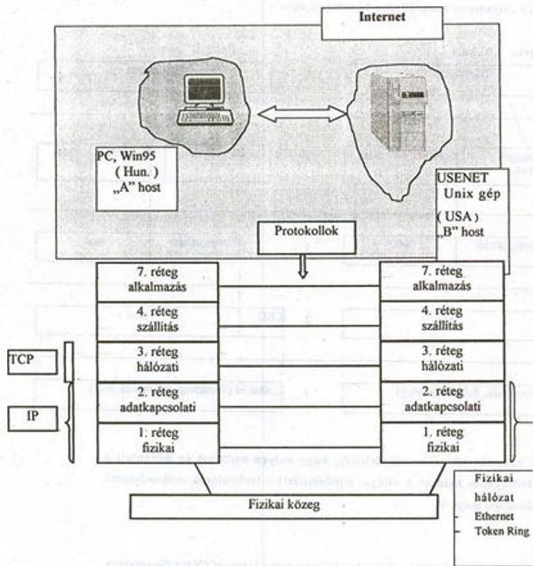 Internet
PC, Win95
( Hun. )
„A” host
USENET
Unix gép
( USA )
„B” host
Protokollok
7. réteg
alkalmazás
4. réteg
szállítás
3. réteg
hálózati
2. réteg
adatkapcsolati
1. réteg
fizikai
7. réteg
alkalmazás
4. réteg
szállítás
3. réteg
hálózati
2. réteg
adatkapcsolati
1. réteg
fizikai
TCP
IP
Fizikai közeg
Fizikai
hálózat
Ethernet
Token Ring